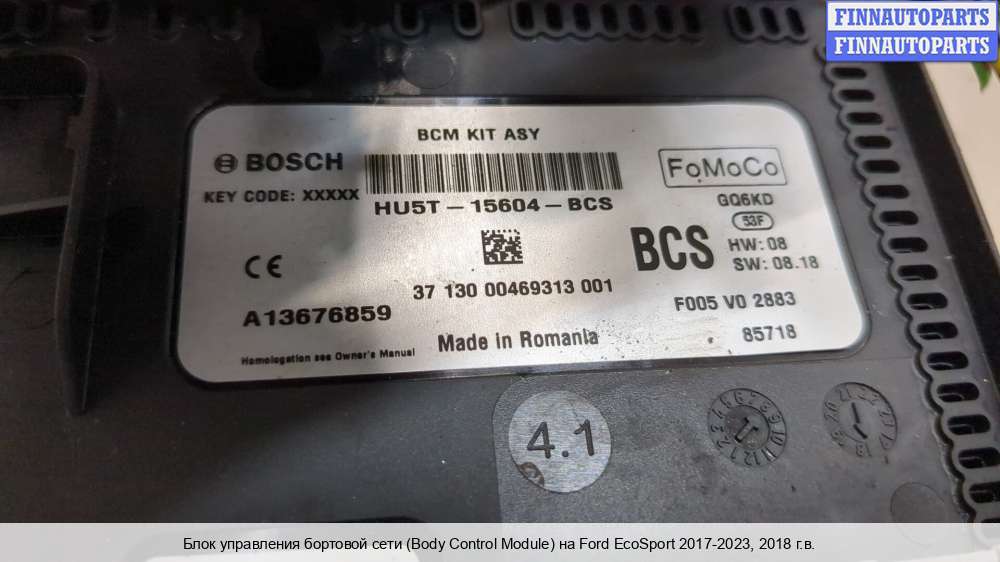 FINNAUTOPARTS
FINNAUTOPARTS
BCM KIT ASY
BOSCH
FoMoCo
KEY CODE: XXXXX
HU5T-15604-BCS
GQ6KD
53F
BCS
HW: 08
SW: 08.18
CE
37 130 00469313 001
A13676859
F005 V0 2883
Made in Romania
85718
Homologation see Owner's Manual
4.1
Блок управления бортовой сети (Body Control Module) на Ford EcoSport 2017-2023, 2018 г.в.